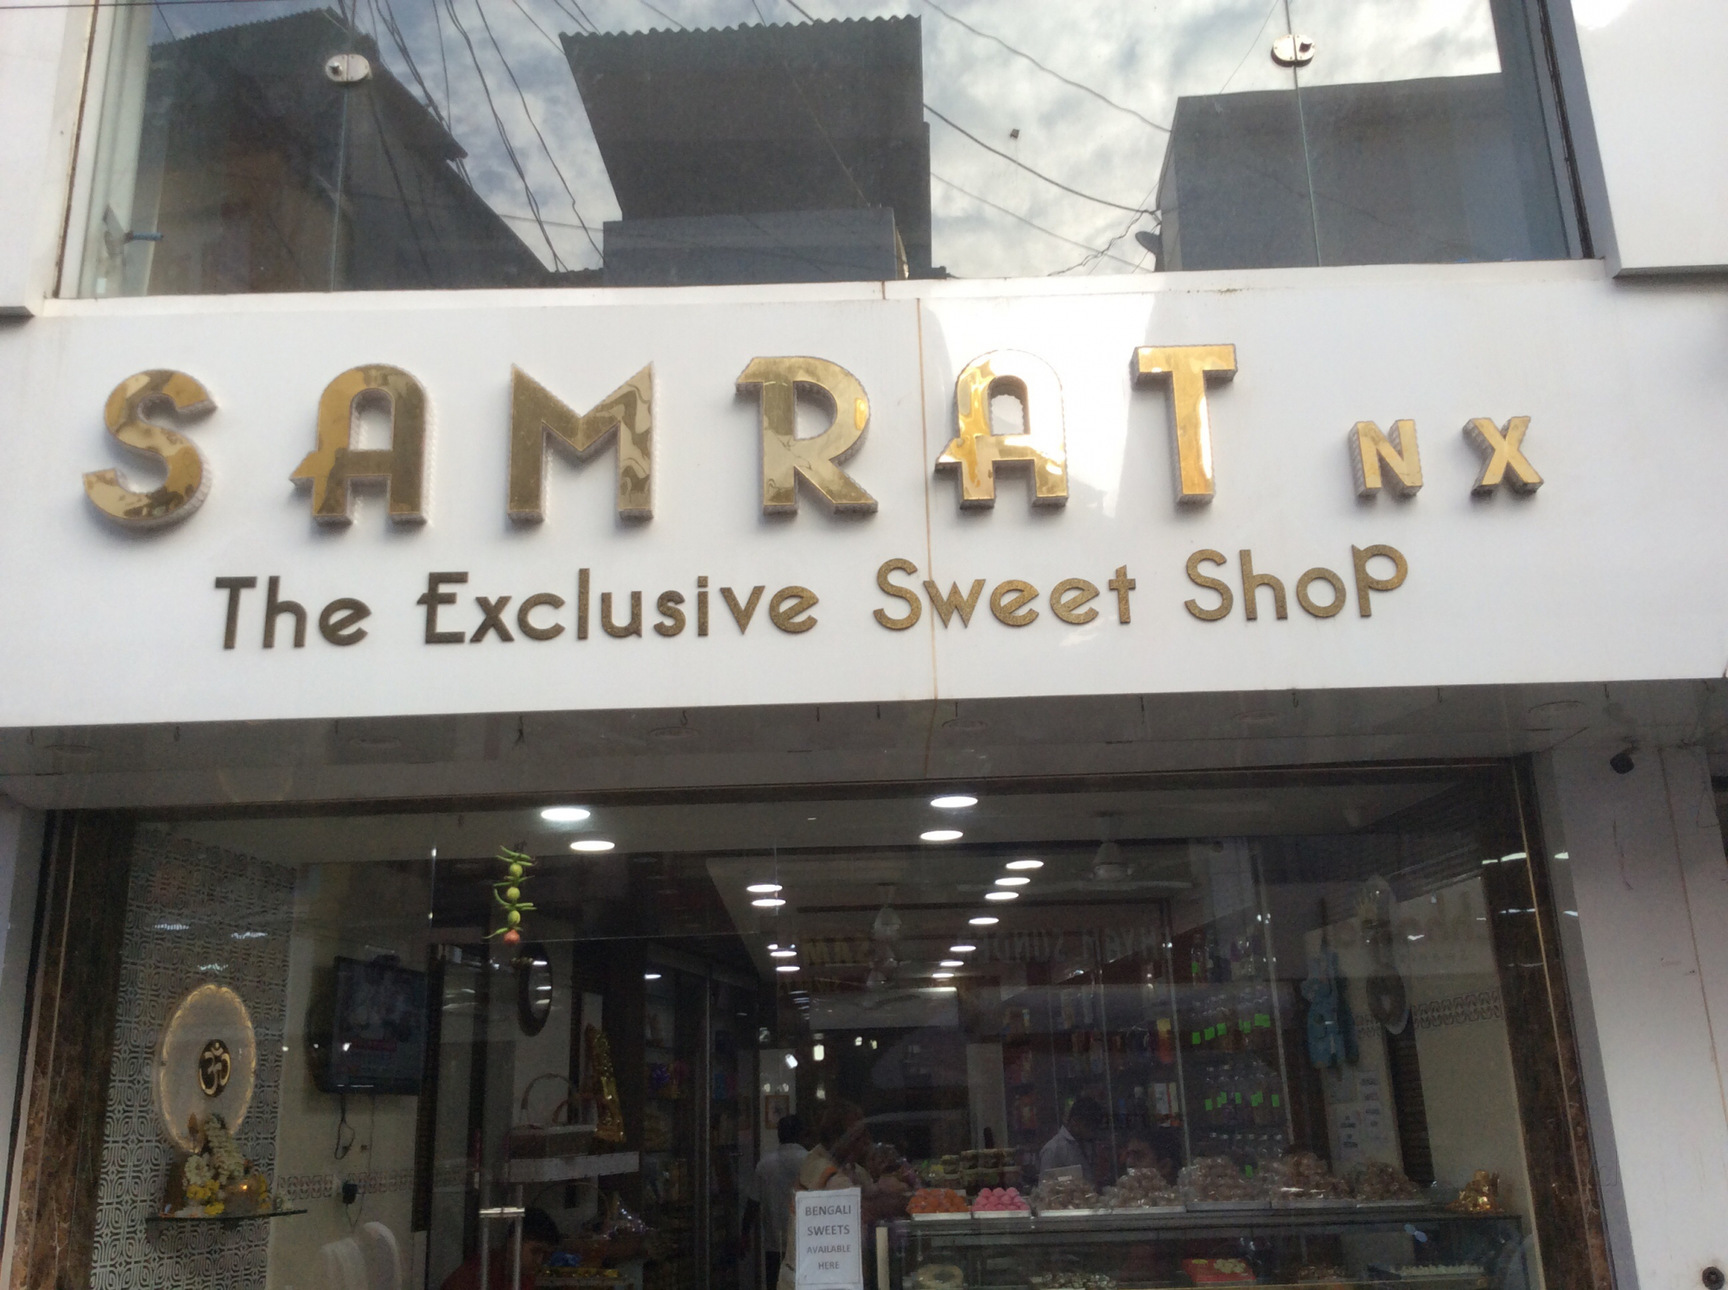 SAMRAT NX
The Exclusive Sweet Shop
ॐ
BENGALI
SWEETS
AVAILABLE
HERE